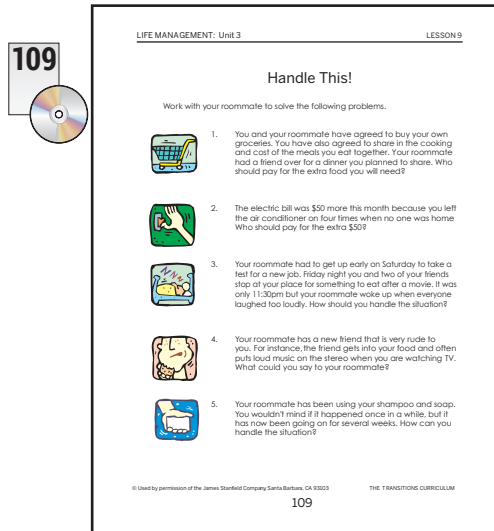 109
LIFE MANAGEMENT: Unit 3 LESSON 9
Handle This!
Work with your roommate to solve the following problems.
1. You and your roommate have agreed to buy your own
groceries. You have also agreed to share in the cooking
and cost of the meals you eat together. Your roommate
had a friend over for a dinner you planned to share. Who
should pay for the extra food you will need?
2. The electric bill was $50 more this month because you left
the air conditioner on four times when no one was home
Who should pay for the extra $50?
3. Your roommate had to get up early on Saturday to take a
test for a new job. Friday night you and two of your friends
stop at your place for something to eat after a movie. It was
only 11:30pm but your roommate woke up when everyone
laughed too loudly. How should you handle the situation?
4. Your roommate has a new friend that is very rude to
you. For instance,the friend gets into your food and often
puts loud music on the stereo when you are watching TV.
What could you say to your roommate?
5. Your roommate has been using your shampoo and soap.
You wouldn't mind if it happened once in a while, but it
has now been going on for several weeks. How can you
handle the situation?
© Used by permission of the James Stanfield Company, Santa Barbara, CA 93103 THE TRANSITIONS CURRICULUM
109